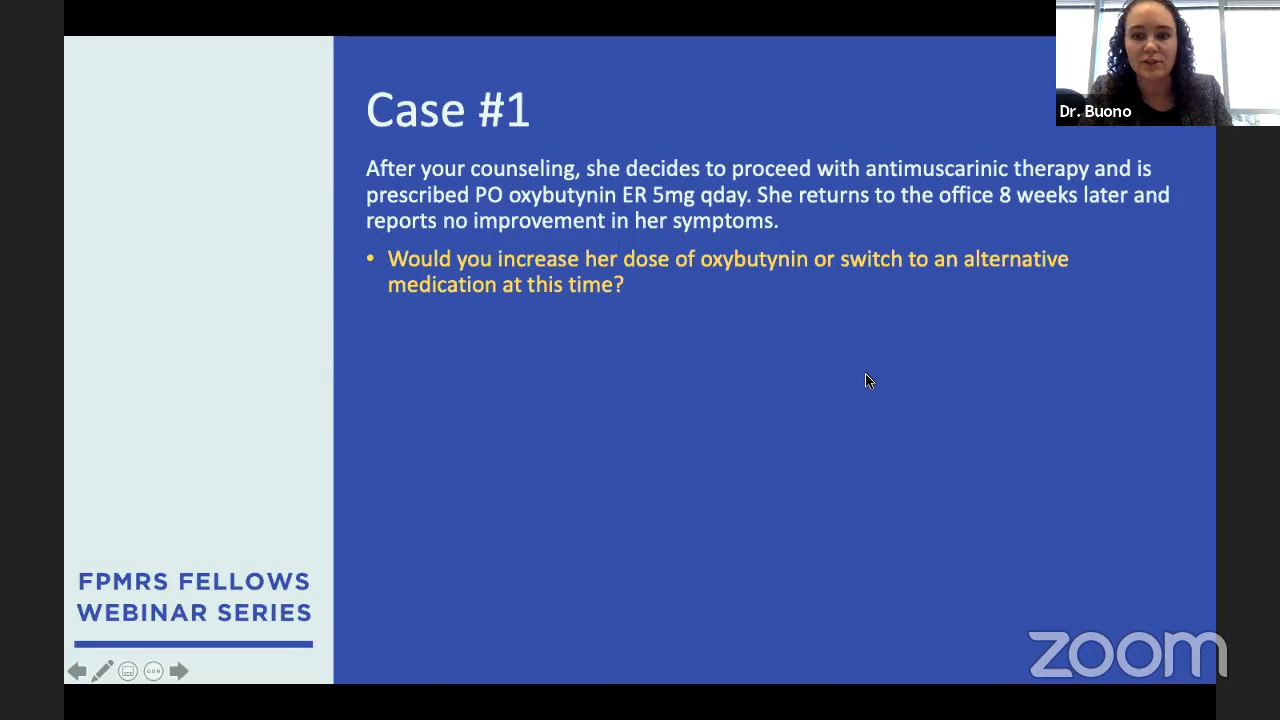 Case #1
After your counseling, she decides to proceed with antimuscarinic therapy and is
prescribed PO oxybutynin ER 5mg qday. She returns to the office 8 weeks later and
reports no improvement in her symptoms.
• Would you increase her dose of oxybutynin or switch to an alternative
medication at this time?
Dr. Buono
FPMRS FELLOWS
WEBINAR SERIES
zoom